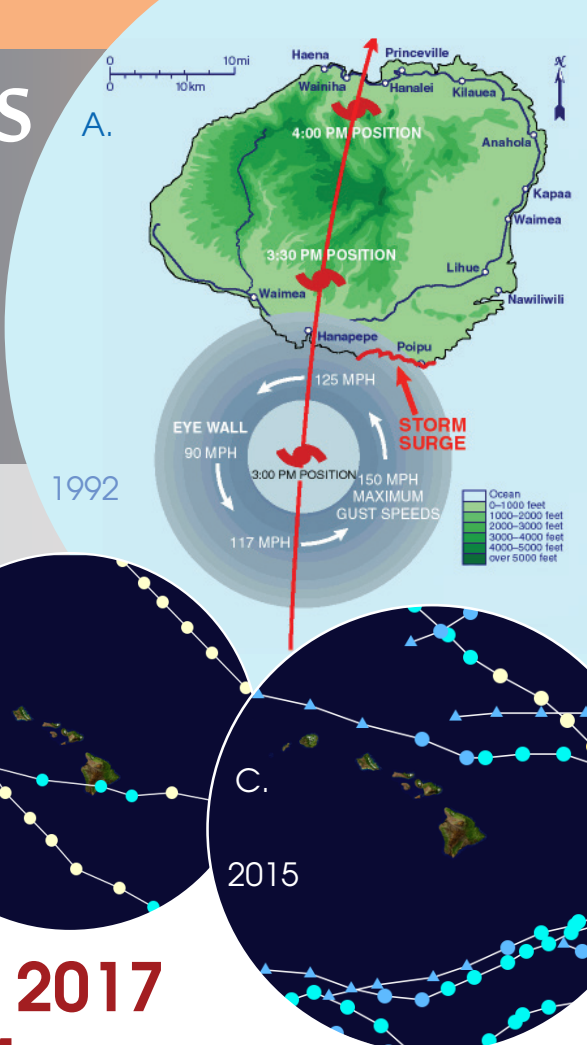 S
A.
0 10mi
0 10km
Haena
Princeville
N
Wainiha
Hanalei
Kilauea
4:00 PM POSITION
Anahola
Kapaa
Waimea
3:30 PM POSITION
Lihue
Waimea
Nawiliwili
Hanapepe
Poipu
125 MPH
STORM
SURGE
EYE WALL
90 MPH
3:00 PM POSITION
150 MPH
MAXIMUM
GUST SPEEDS
117 MPH
1992
Ocean
0–1000 feet
1000–2000 feet
2000–3000 feet
3000–4000 feet
4000–5000 feet
over 5000 feet
C.
2015
2017